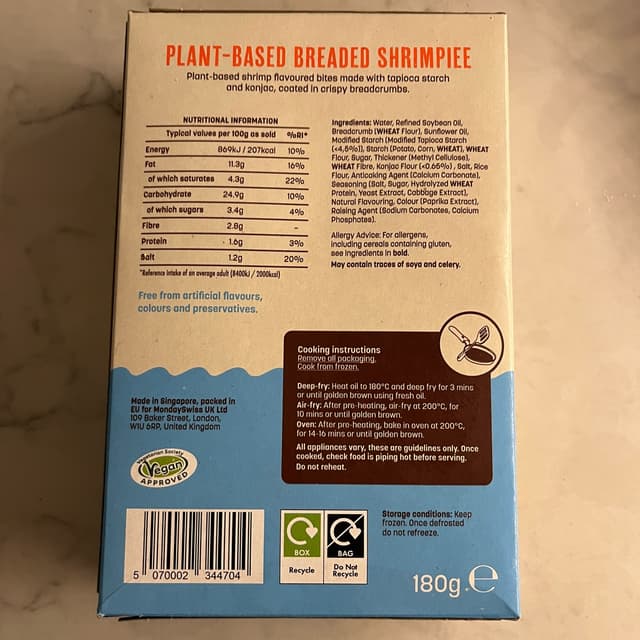 PLANT-BASED BREADED SHRIMPIEE
Plant-based shrimp flavoured bites made with tapioca starch
and konjac, coated in crispy breadcrumbs.
NUTRITIONAL INFORMATION
Typical values per 100g as sold %RI*
Energy 869kJ / 207kcal 10%
Fat 11.3g 16%
of which saturates 4.3g 22%
Carbohydrate 24.9g 10%
of which sugars 3.4g 4%
Fibre 2.8g -
Protein 1.6g 3%
Salt 1.2g 20%
*Reference intake of an average adult (8400kJ / 2000kcal)
Free from artificial flavours,
colours and preservatives.
Ingredients: Water, Refined Soybean Oil,
Breadcrumb (WHEAT Flour), Sunflower Oil,
Modified Starch (Modified Tapioca Starch
(<4,8%)), Starch (Potato, Corn, WHEAT), WHEAT
Flour, Sugar, Thickener (Methyl Cellulose),
WHEAT Fibre, Konjac Flour (<0.65%) , Salt, Rice
Flour, Anticaking Agent (Calcium Carbonate),
Seasoning (Salt, Sugar, Hydrolyzed WHEAT
Protein, Yeast Extract, Cabbage Extract),
Natural Flavouring, Colour (Paprika Extract),
Raising Agent (Sodium Carbonates, Calcium
Phosphates).
Allergy Advice: For allergens,
including cereals containing gluten,
see ingredients in bold.
May contain traces of soya and celery.
Cooking instructions
Remove all packaging.
Cook from frozen.
Deep-fry: Heat oil to 180°C and deep fry for 3 mins
or until golden brown using fresh oil.
Air-fry: After pre-heating, air-fry at 200°C, for
10 mins or until golden brown.
Oven: After pre-heating, bake in oven at 200°C,
for 14-16 mins or until golden brown.
All appliances vary, these are guidelines only. Once
cooked, check food is piping hot before serving.
Do not reheat.
Made in Singapore, packed in
EU for MondaySwiss UK Ltd
109 Baker Street, London,
W1U 6RP, United Kingdom
Vegetarian Society
Vegan
APPROVED
5 070002 344704
BOX
Recycle
BAG
Do Not
Recycle
Storage conditions: Keep
frozen. Once defrosted
do not refreeze.
180g e